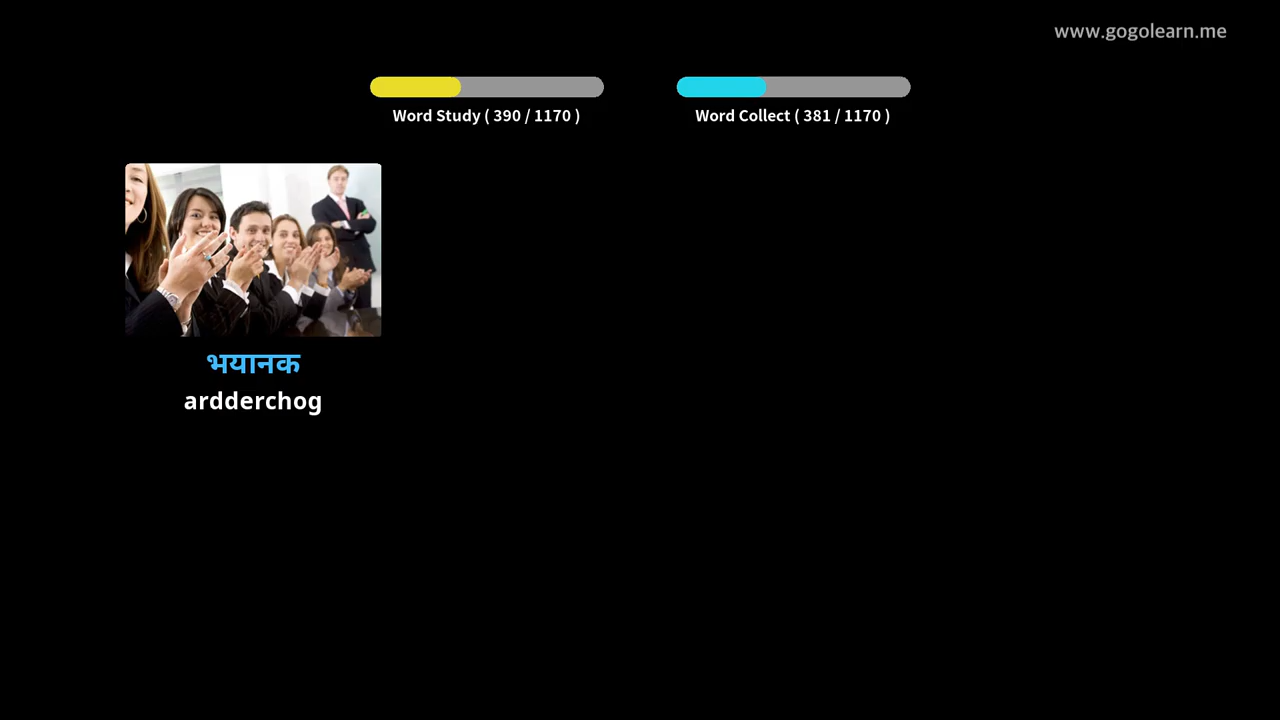 www.gogolearn.me
Word Study ( 390 / 1170 )
Word Collect ( 381 / 1170 )
भयानक
ardderchog